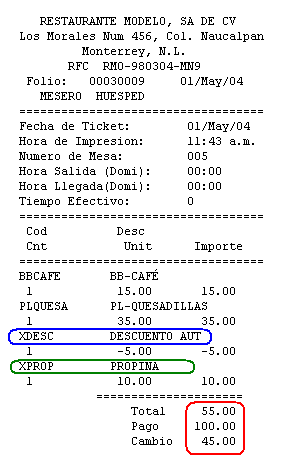 RESTAURANTE MODELO, SA DE CV
Los Morales Num 456, Col. Naucalpan
Monterrey, N.L.
RFC RMO-980304-MN9
Folio: 00030009 01/May/04
MESERO HUESPED
===================================
Fecha de Ticket: 01/May/04
Hora de Impresion: 11:43 a.m.
Numero de Mesa: 005
Hora Salida (Domi): 00:00
Hora Llegada(Domi): 00:00
Tiempo Efectivo: 0
===================================
Cod Desc
Cnt Unit Importe
===================================
BBCAFE BB-CAFÉ
1 15.00 15.00
PLQUESA PL-QUESADILLAS
1 35.00 35.00
XDESC DESCUENTO AUT
1 -5.00 -5.00
XPROP PROPINA
1 10.00 10.00
=====================
Total 55.00
Pago 100.00
Cambio 45.00